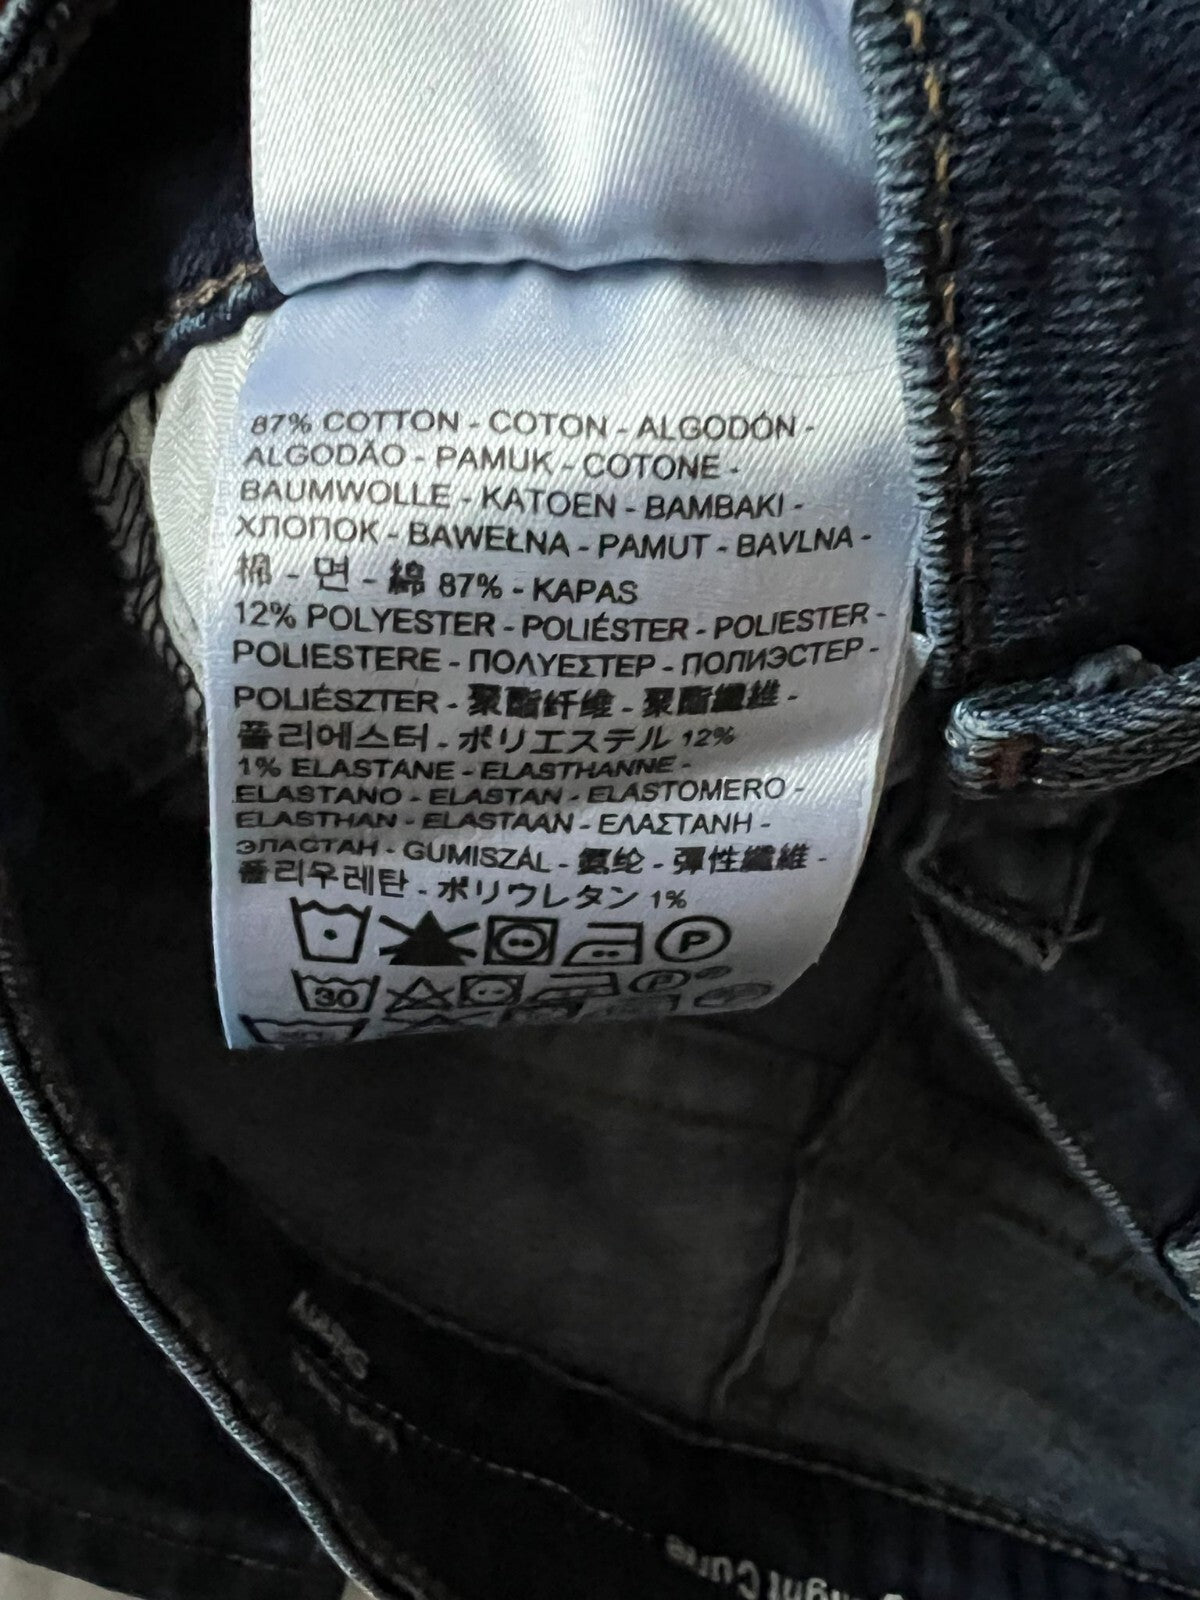 87% COTTON - COTON - ALGODÓN -
ALGODÃO - PAMUK - COTONE -
BAUMWOLLE - KATOEN - BAMBAKI -
ХЛОПОК - BAWEŁNA - PAMUT - BAVLNA -
棉 - 면 - 綿 87% - KAPAS
12% POLYESTER - POLIÉSTER - POLIESTER -
POLIESTERE - ΠΟΛΥΕΣΤΕΡ - ПОЛИЭСТЕР -
POLIÉSZTER - 聚酯纤维 - 聚酯纖維 -
폴리에스터 - ポリエステル 12%
1% ELASTANE - ELASTHANNE -
ELASTANO - ELASTAN - ELASTOMERO -
ELASTHAN - ELASTAAN - ΕΛΑΣΤΑΝΗ -
ЭЛАСТАН - GUMISZÁL - 氨纶 - 彈性纖維 -
폴리우레탄 - ポリウレタン 1%
P
30
P